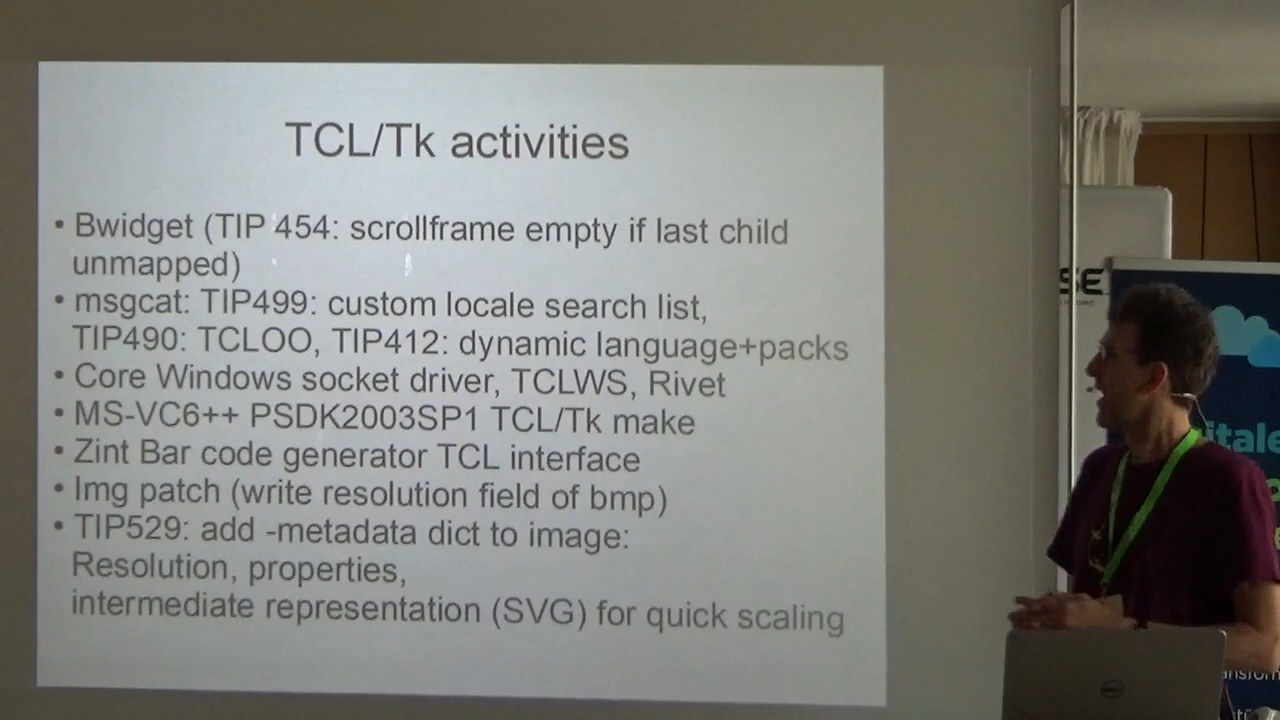 TCL/Tk activities
• Bwidget (TIP 454: scrollframe empty if last child
unmapped)
• msgcat: TIP499: custom locale search list,
TIP490: TCLOO, TIP412: dynamic language+packs
• Core Windows socket driver, TCLWS, Rivet
• MS-VC6++ PSDK2003SP1 TCL/Tk make
• Zint Bar code generator TCL interface
• Img patch (write resolution field of bmp)
• TIP529: add -metadata dict to image:
Resolution, properties,
intermediate representation (SVG) for quick scaling
SE
itale
DELL